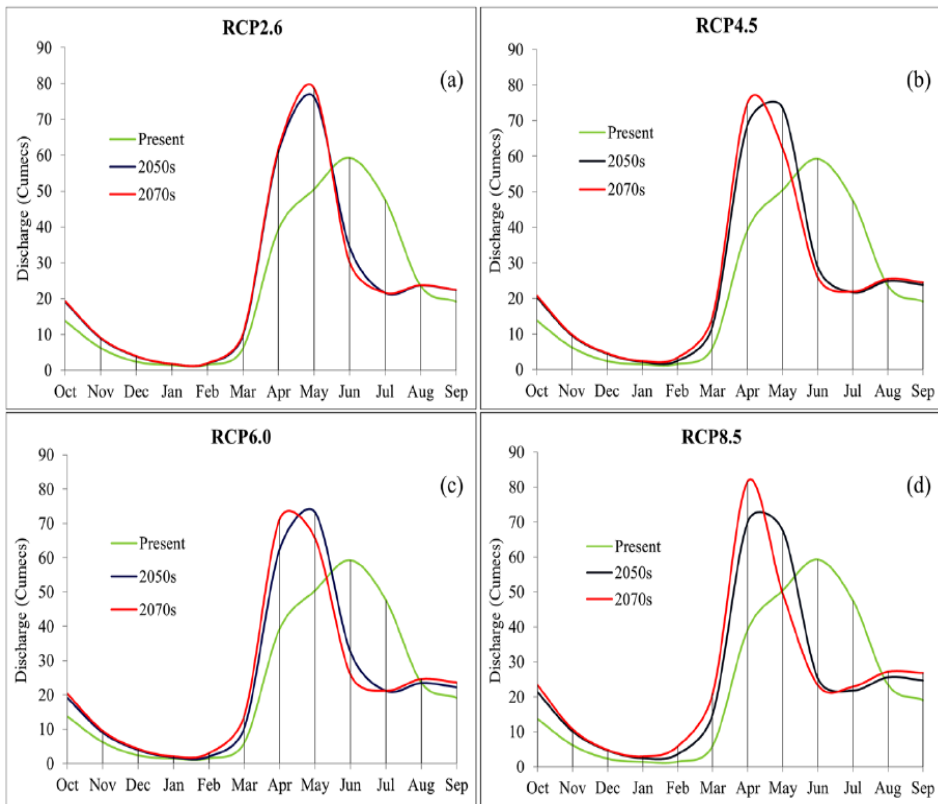 RCP2.6
(a)
Discharge (Cumecs)
90
80
70
60
50
40
30
20
10
0
Present
2050s
2070s
Oct Nov Dec Jan Feb Mar Apr May Jun Jul Aug Sep
RCP4.5
(b)
Discharge (Cumecs)
90
80
70
60
50
40
30
20
10
0
Present
2050s
2070s
Oct Nov Dec Jan Feb Mar Apr May Jun Jul Aug Sep
RCP6.0
(c)
Discharge (Cumecs)
90
80
70
60
50
40
30
20
10
0
Present
2050s
2070s
Oct Nov Dec Jan Feb Mar Apr May Jun Jul Aug Sep
RCP8.5
(d)
Discharge (Cumecs)
90
80
70
60
50
40
30
20
10
0
Present
2050s
2070s
Oct Nov Dec Jan Feb Mar Apr May Jun Jul Aug Sep